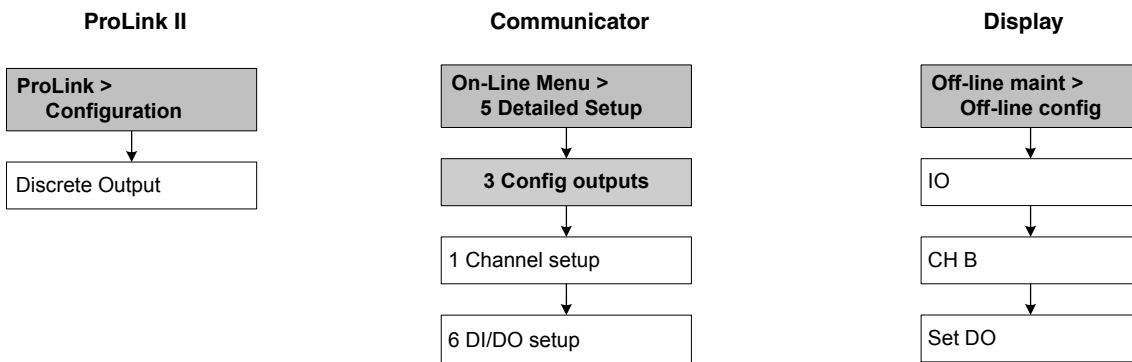 ProLink II
ProLink >
Configuration
Discrete Output
Communicator
On-Line Menu >
5 Detailed Setup
3 Config outputs
1 Channel setup
6 DI/DO setup
Display
Off-line maint >
Off-line config
IO
CH B
Set DO